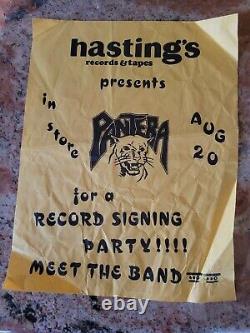 hasting's
records & tapes
presents
in store
PANTERA
AUG 20
for a
RECORD SIGNING
PARTY!!!!
MEET THE BAND